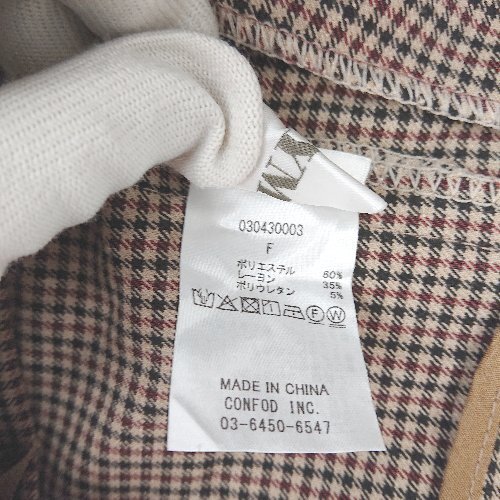 030430003
F
ポリエステル 60%
レーヨン 35%
ポリウレタン 5%
F W
MADE IN CHINA
CONFOD INC.
03-6450-6547